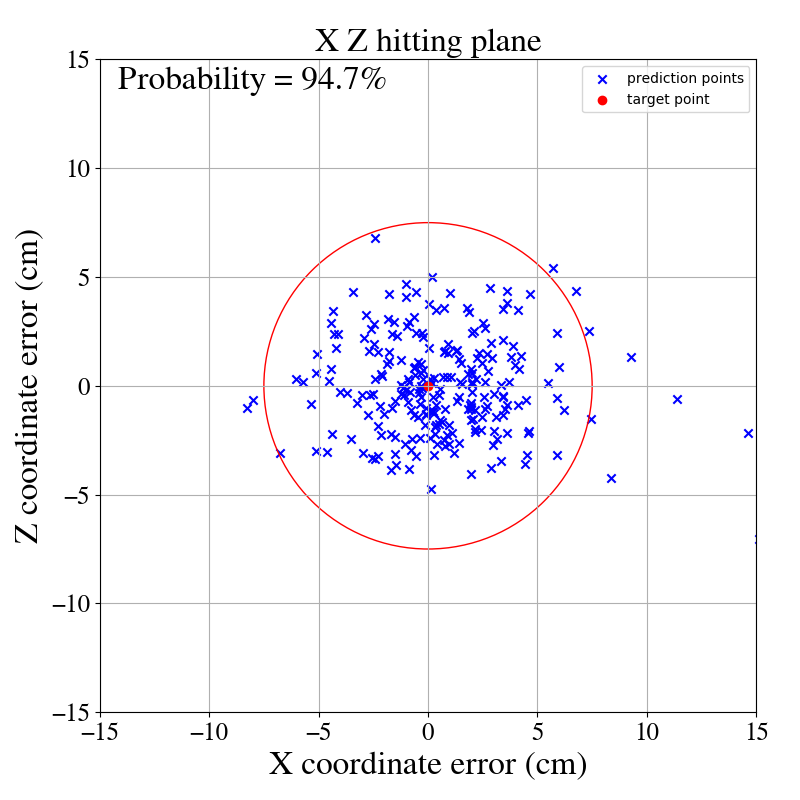 X Z hitting plane
Probability = 94.7%
prediction points
target point
15
10
5
0
−5
−10
−15
Z coordinate error (cm)
−15
−10
−5
0
5
10
15
X coordinate error (cm)